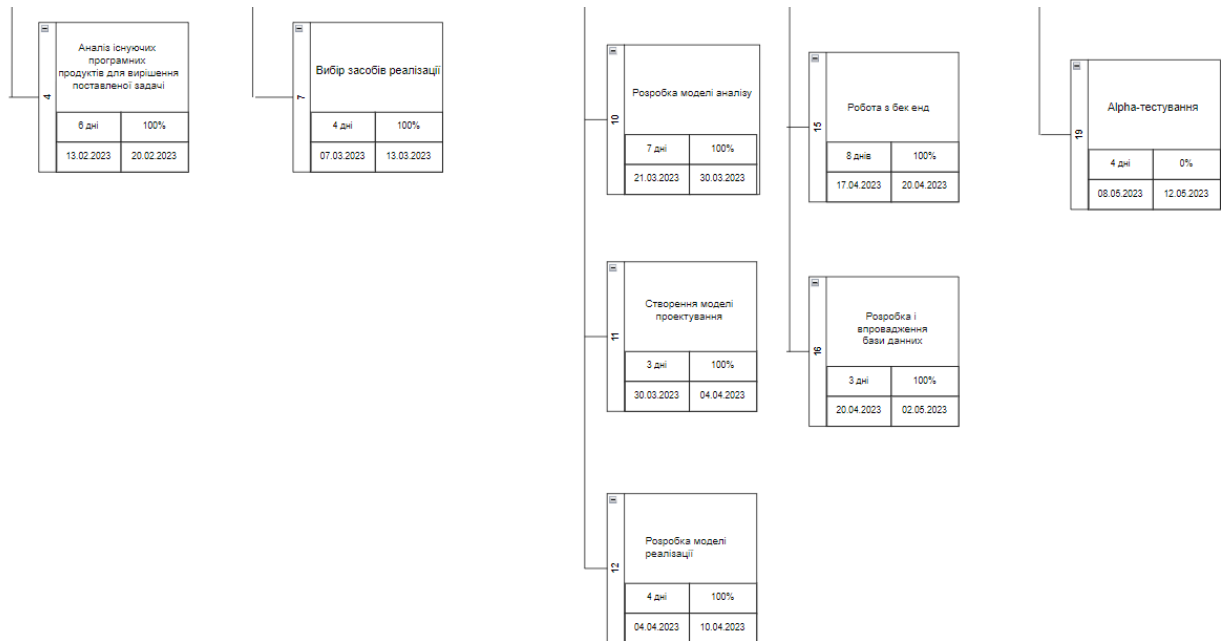 4
Аналіз існуючих
програмних
продуктів для вирішення
поставленої задачі
6 дні 100%
13.02.2023 20.02.2023
7
Вибір засобів реалізації
4 дні 100%
07.03.2023 13.03.2023
10
Розробка моделі аналізу
7 дні 100%
21.03.2023 30.03.2023
11
Створення моделі
проектування
3 дні 100%
30.03.2023 04.04.2023
12
Розробка моделі
реалізації
4 дні 100%
04.04.2023 10.04.2023
15
Робота з бек енд
8 днів 100%
17.04.2023 20.04.2023
16
Розробка і
впровадження
бази данних
3 дні 100%
20.04.2023 02.05.2023
19
Alpha-тестування
4 дні 0%
08.05.2023 12.05.2023